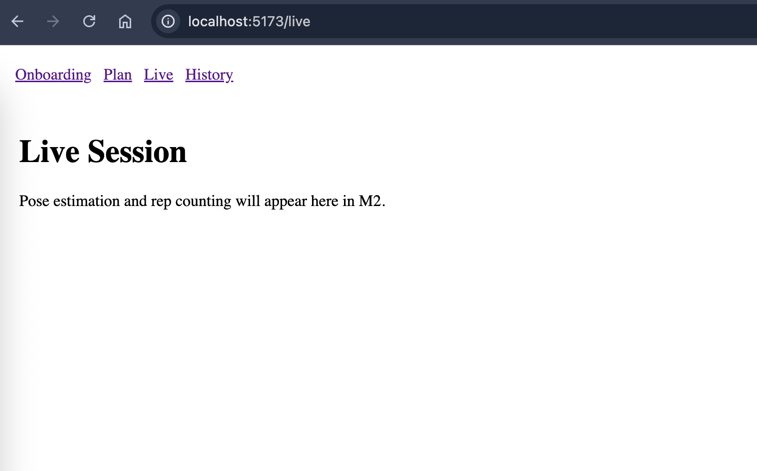 localhost:5173/live
Onboarding Plan Live History
Live Session
Pose estimation and rep counting will appear here in M2.